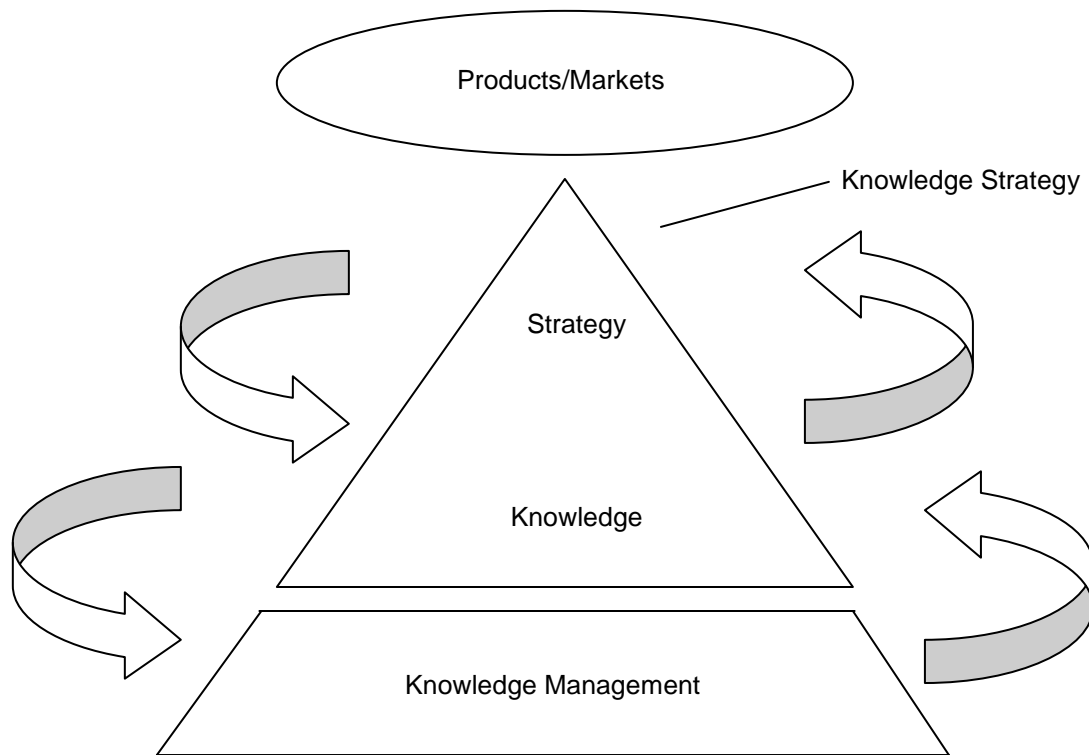 Products/Markets
Knowledge Strategy
Strategy
Knowledge
Knowledge Management